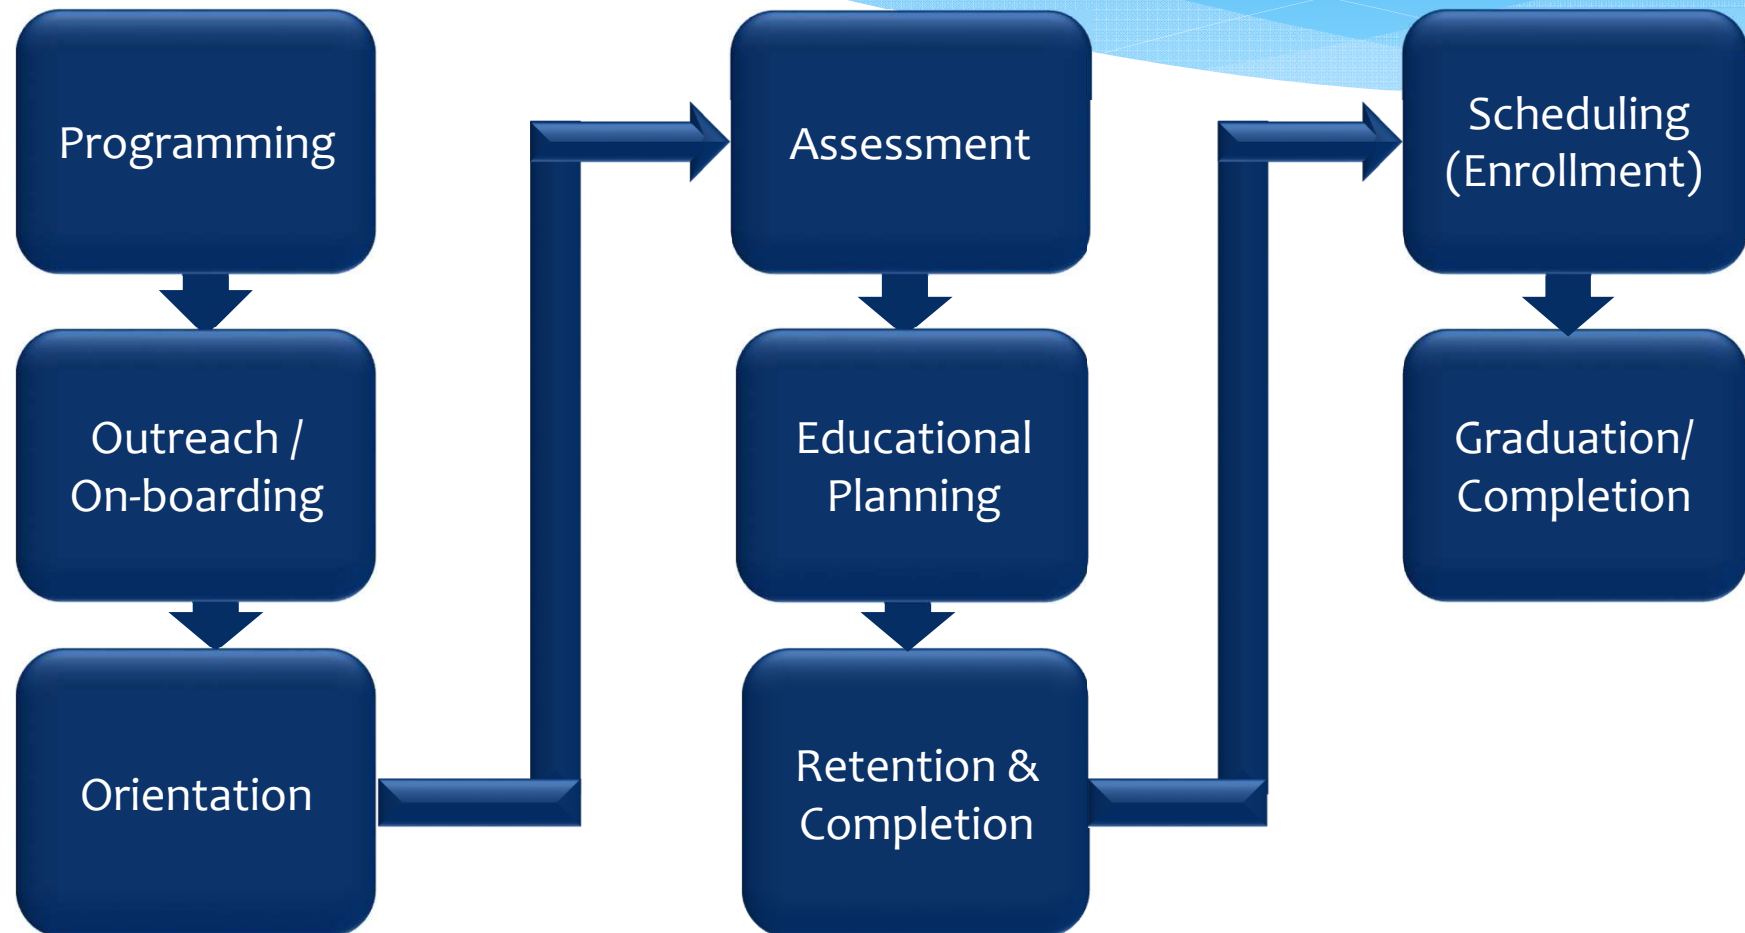 Programming
Outreach /
On-boarding
Orientation
Assessment
Educational
Planning
Retention &
Completion
Scheduling
(Enrollment)
Graduation/
Completion